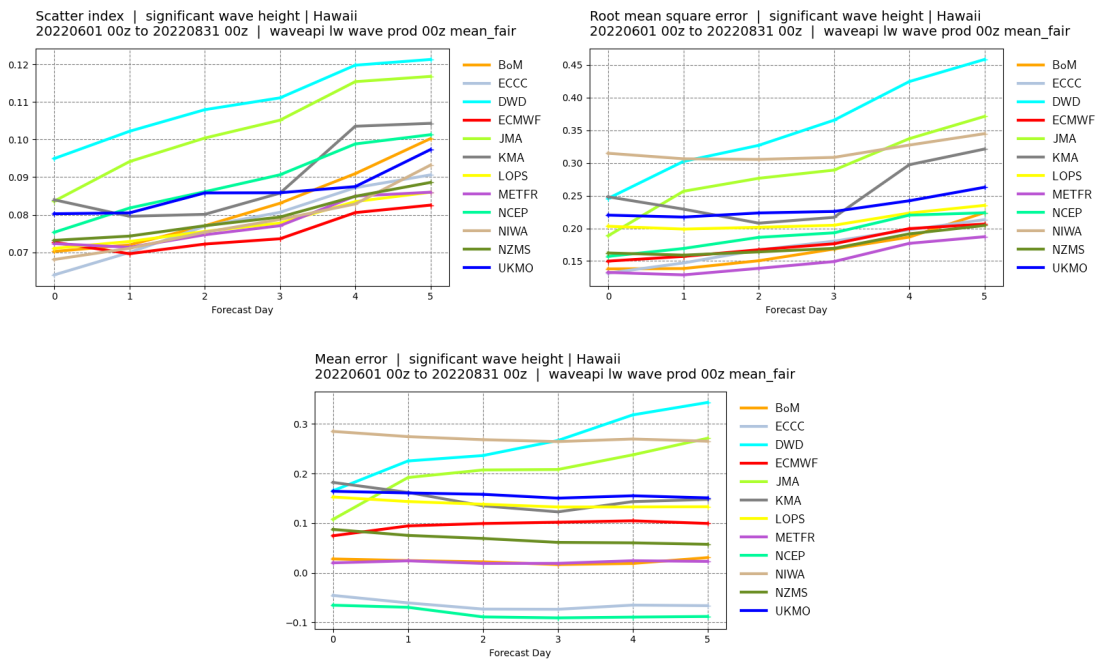 Scatter index | significant wave height | Hawaii
20220601 00z to 20220831 00z | waveapi lw wave prod 00z mean_fair
0.12
0.11
0.10
0.09
0.08
0.07
0
1
2
3
4
5
Forecast Day
BoM
ECCC
DWD
ECMWF
JMA
KMA
LOPS
METFR
NCEP
NIWA
NZMS
UKMO
Root mean square error | significant wave height | Hawaii
20220601 00z to 20220831 00z | waveapi lw wave prod 00z mean_fair
0.45
0.40
0.35
0.30
0.25
0.20
0.15
0
1
2
3
4
5
Forecast Day
BoM
ECCC
DWD
ECMWF
JMA
KMA
LOPS
METFR
NCEP
NIWA
NZMS
UKMO
Mean error | significant wave height | Hawaii
20220601 00z to 20220831 00z | waveapi lw wave prod 00z mean_fair
0.3
0.2
0.1
0.0
−0.1
0
1
2
3
4
5
Forecast Day
BoM
ECCC
DWD
ECMWF
JMA
KMA
LOPS
METFR
NCEP
NIWA
NZMS
UKMO